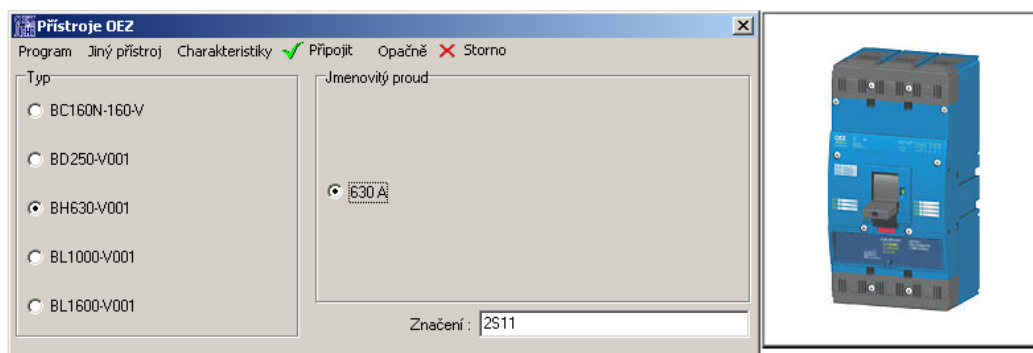 Přístroje OEZ
Program Jiný přístroj Charakteristiky Připojit Opačně Storno
Typ
BC160N-160-V
BD250-V001
BH630-V001
BL1000-V001
BL1600-V001
Jmenovitý proud
630 A
Značení : 2S11
OEZ